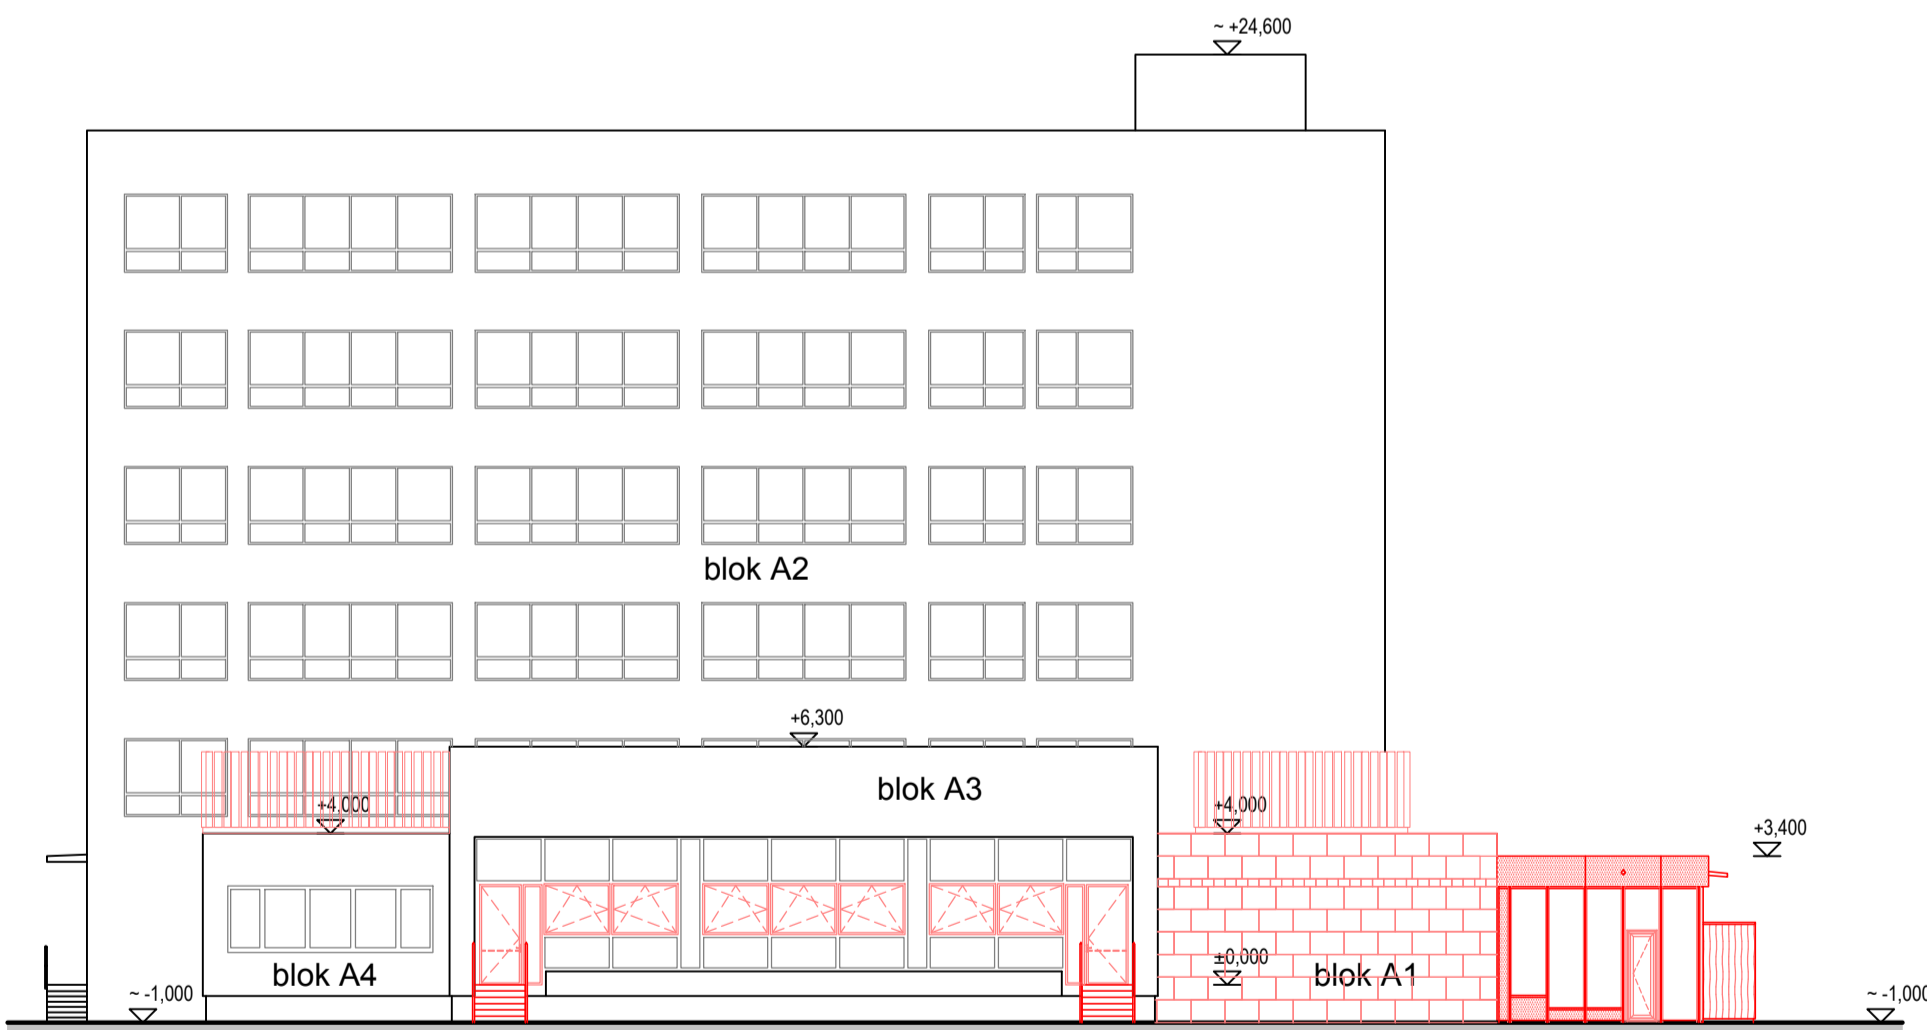 ~ +24,600
blok A2
+6,300
blok A3
+4,000
+4,000
+3,400
±0,000
blok A4
blok A1
~ -1,000
~ -1,000